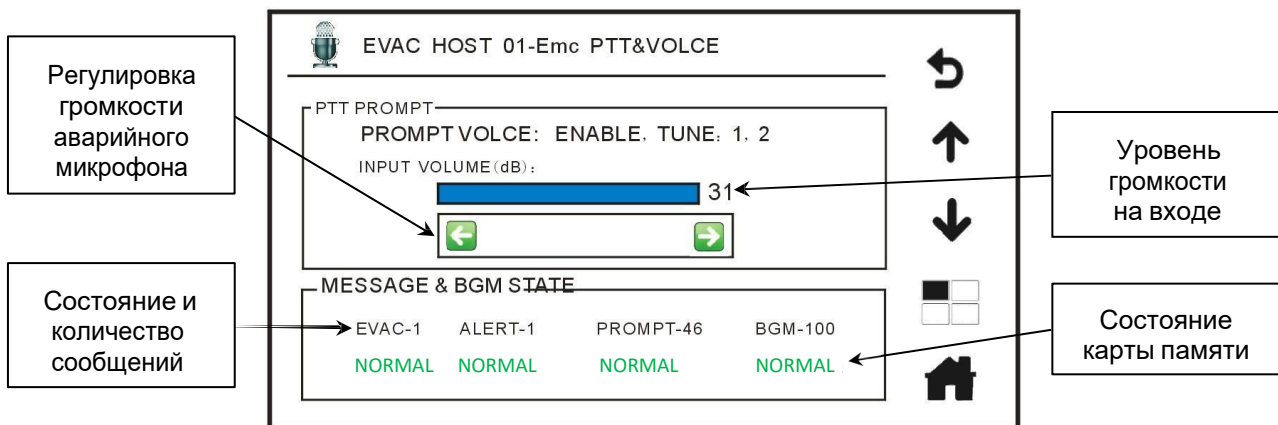 EVAC HOST 01-Emc PTT&VOLCE
Регулировка
громкости
аварийного
микрофона
PTT PROMPT
PROMPT VOLCE: ENABLE, TUNE: 1, 2
INPUT VOLUME(dB):
31
Уровень
громкости
на входе
Состояние и
количество
сообщений
MESSAGE & BGM STATE
EVAC-1 ALERT-1 PROMPT-46 BGM-100
NORMAL NORMAL NORMAL NORMAL
Состояние
карты памяти